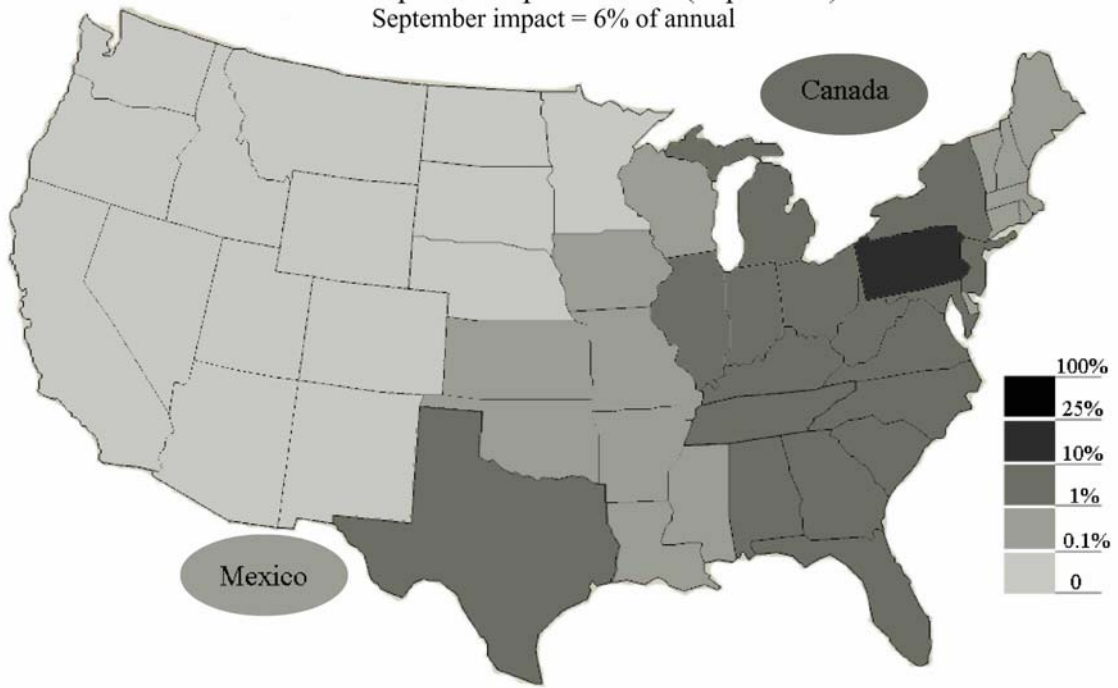 September impact = 6% of annual
Canada
100%
25%
10%
1%
0.1%
0
Mexico